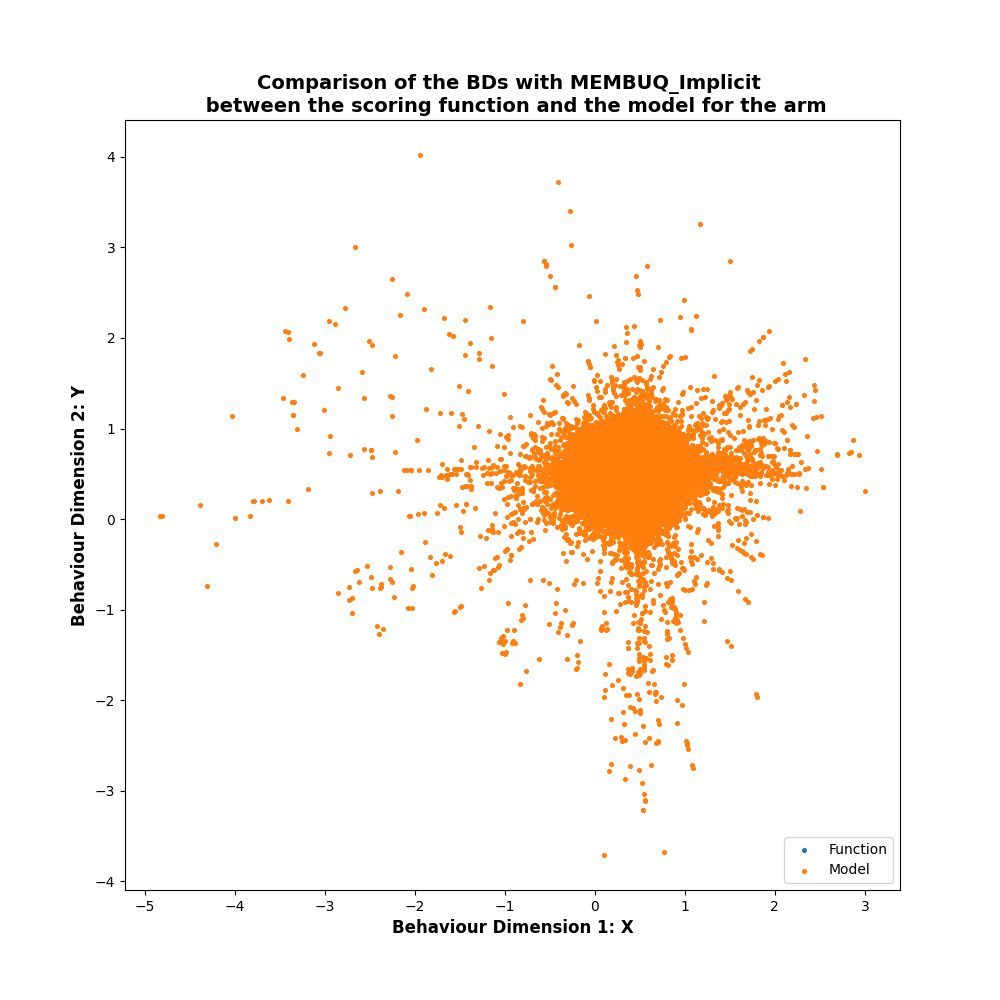 Comparison of the BDs with MEMBUQ_Implicit
between the scoring function and the model for the arm
4
3
2
1
0
−1
−2
−3
−4
Behaviour Dimension 2: Y
Function
Model
−5 −4 −3 −2 −1 0 1 2 3
Behaviour Dimension 1: X